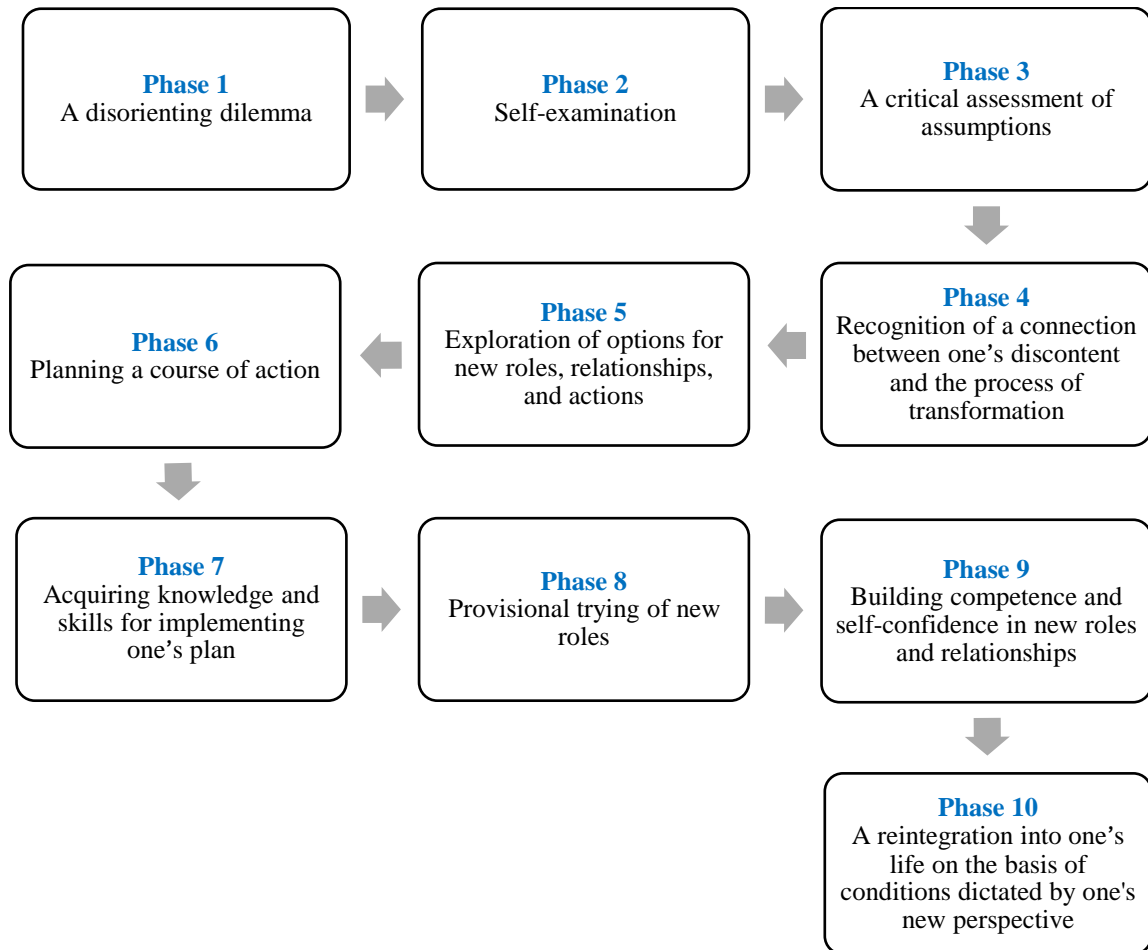 Phase 1
A disorienting dilemma
Phase 2
Self-examination
Phase 3
A critical assessment of
assumptions
Phase 4
Recognition of a connection
between one’s discontent
and the process of
transformation
Phase 5
Exploration of options for
new roles, relationships,
and actions
Phase 6
Planning a course of action
Phase 7
Acquiring knowledge and
skills for implementing
one’s plan
Phase 8
Provisional trying of new
roles
Phase 9
Building competence and
self-confidence in new roles
and relationships
Phase 10
A reintegration into one’s
life on the basis of
conditions dictated by one's
new perspective